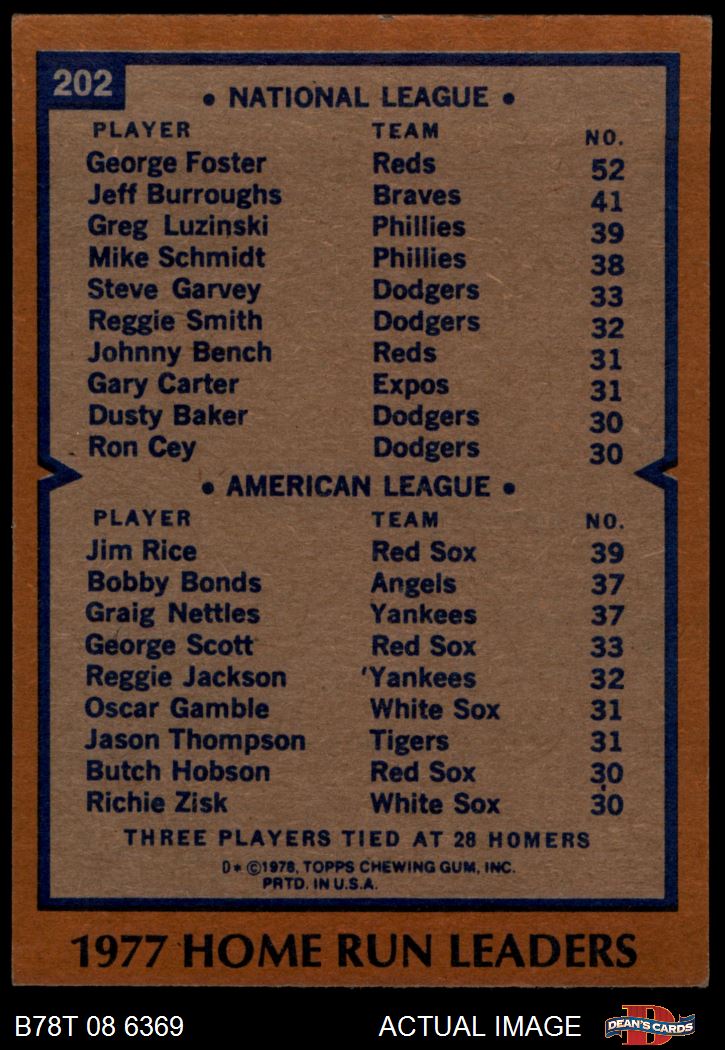 202
• NATIONAL LEAGUE •
PLAYER TEAM NO.
George Foster Reds 52
Jeff Burroughs Braves 41
Greg Luzinski Phillies 39
Mike Schmidt Phillies 38
Steve Garvey Dodgers 33
Reggie Smith Dodgers 32
Johnny Bench Reds 31
Gary Carter Expos 31
Dusty Baker Dodgers 30
Ron Cey Dodgers 30
• AMERICAN LEAGUE •
PLAYER TEAM NO.
Jim Rice Red Sox 39
Bobby Bonds Angels 37
Graig Nettles Yankees 37
George Scott Red Sox 33
Reggie Jackson Yankees 32
Oscar Gamble White Sox 31
Jason Thompson Tigers 31
Butch Hobson Red Sox 30
Richie Zisk White Sox 30
THREE PLAYERS TIED AT 28 HOMERS
D* ©1978, TOPPS CHEWING GUM, INC.
PRTD. IN U.S.A.
1977 HOME RUN LEADERS
B78T 08 6369 ACTUAL IMAGE D DEAN'S CARDS